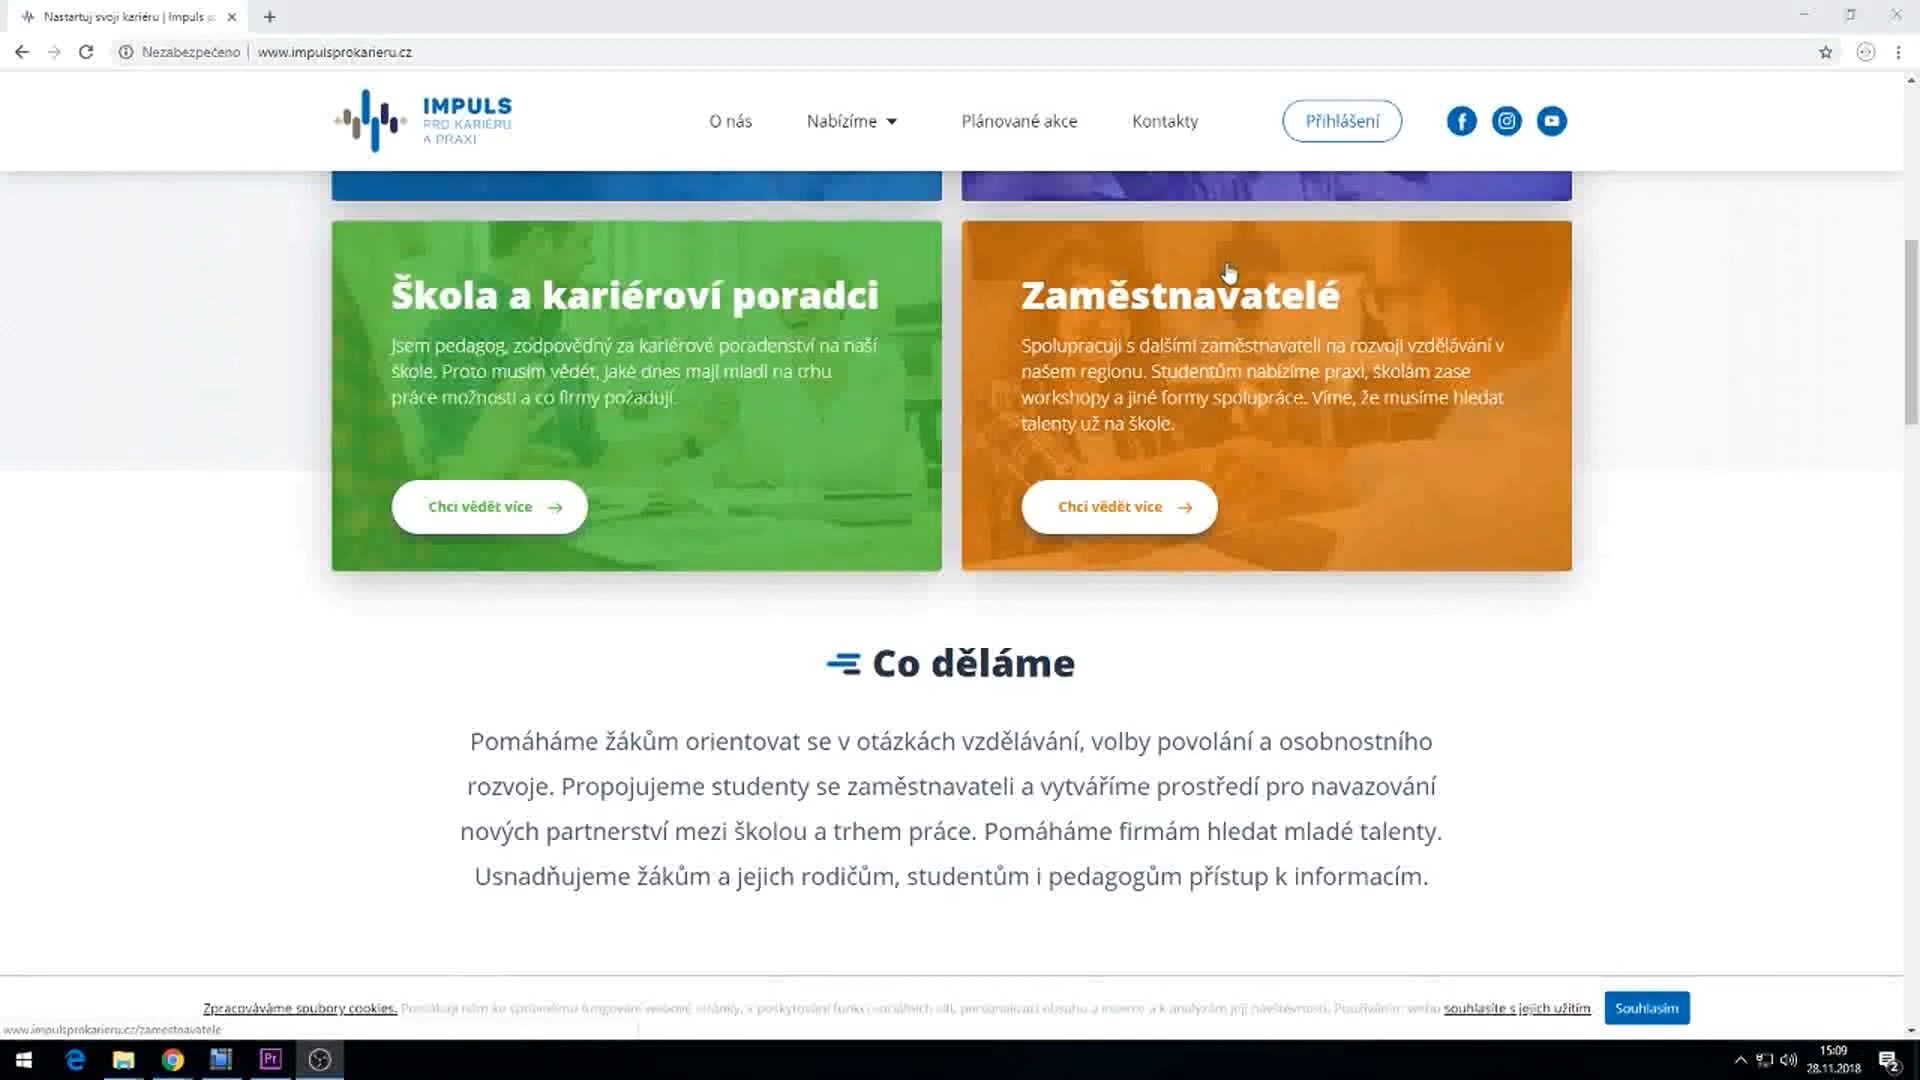 Nastartuj svoji kariéru | Impuls
Nezabezpečeno
www.impulsprokarieru.cz
IMPULS
PRO KARIÉRU
A PRAXI
O nás
Nabízíme
Plánované akce
Kontakty
Přihlášení
Škola a kariéroví poradci
Jsem pedagog, zodpovědný za kariérové poradenství na naší
škole. Proto musím vědět, jaké dnes mají mladí na trhu
práce možnosti a co firmy požadují.
Chci vědět více
Zaměstnavatelé
Spolupracuji s dalšími zaměstnavateli na rozvoji vzdělávání v
našem regionu. Studentům nabízíme praxi, školám zase
workshopy a jiné formy spolupráce. Víme, že musíme hledat
talenty už na škole.
Chci vědět více
Co děláme
Pomáháme žákům orientovat se v otázkách vzdělávání, volby povolání a osobnostního
rozvoje. Propojujeme studenty se zaměstnavateli a vytváříme prostředí pro navazování
nových partnerství mezi školou a trhem práce. Pomáháme firmám hledat mladé talenty.
Usnadňujeme žákům a jejich rodičům, studentům i pedagogům přístup k informacím.
Zpracováváme soubory cookies. souhlasíte s jejich užitím
Souhlasím
www.impulsprokarieru.cz/zamestnavatele
Pr
15:09
28.11.2018
2